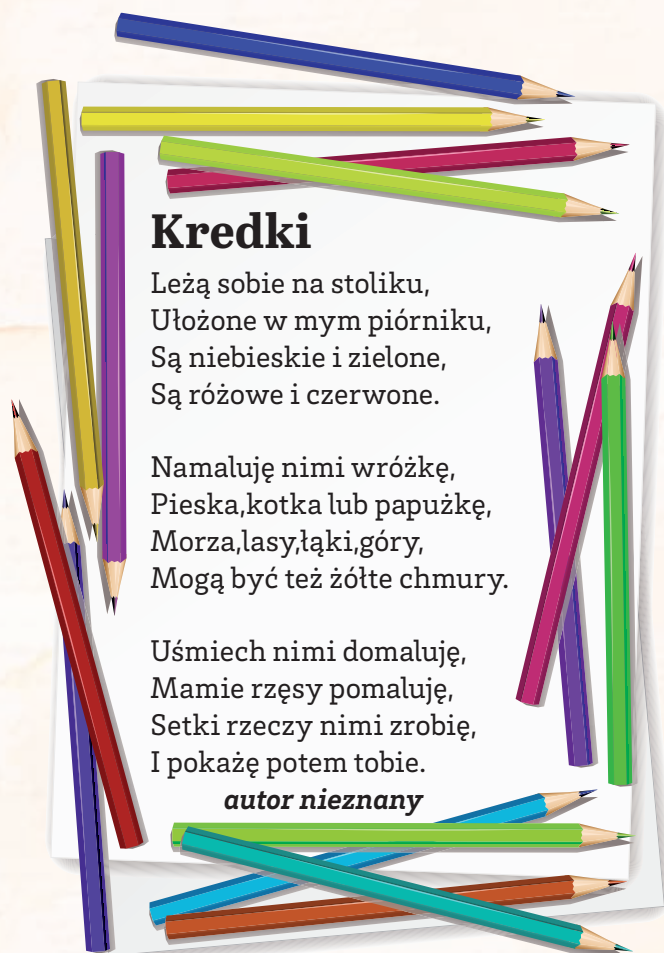 Kredki
Leżą sobie na stoliku,
Ułożone w mym piórniku,
Są niebieskie i zielone,
Są różowe i czerwone.
Namaluję nimi wróżkę,
Pieska,kotka lub papużkę,
Morza,lasy,łąki,góry,
Mogą być też żółte chmury.
Uśmiech nimi domaluję,
Mamie rzęsy pomaluję,
Setki rzeczy nimi zrobię,
I pokażę potem tobie.
autor nieznany